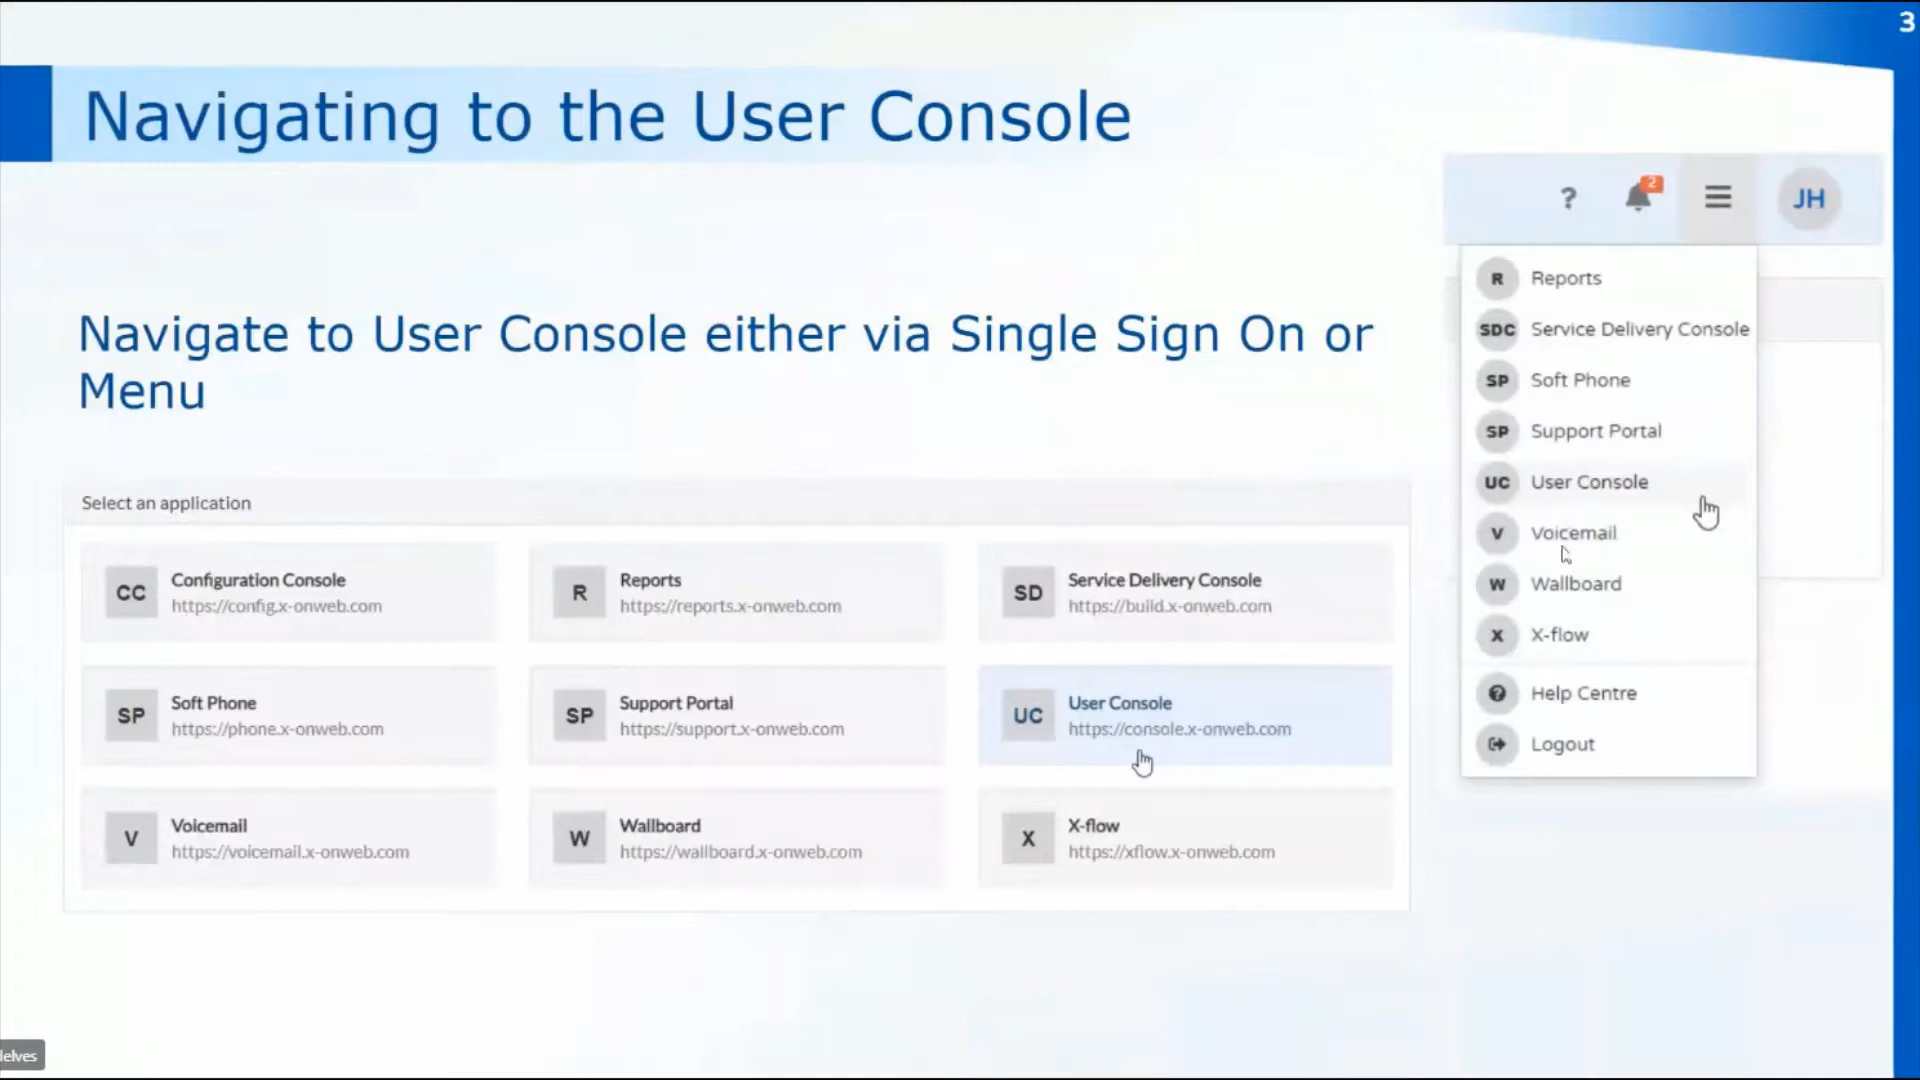 3
Navigating to the User Console
? 2 JH
Navigate to User Console either via Single Sign On or
Menu
R Reports
SDC Service Delivery Console
SP Soft Phone
SP Support Portal
UC User Console
V Voicemail
W Wallboard
X X-flow
? Help Centre
Logout
Select an application
CC Configuration Console
https://config.x-onweb.com
R Reports
https://reports.x-onweb.com
SD Service Delivery Console
https://build.x-onweb.com
SP Soft Phone
https://phone.x-onweb.com
SP Support Portal
https://support.x-onweb.com
UC User Console
https://console.x-onweb.com
V Voicemail
https://voicemail.x-onweb.com
W Wallboard
https://wallboard.x-onweb.com
X X-flow
https://xflow.x-onweb.com